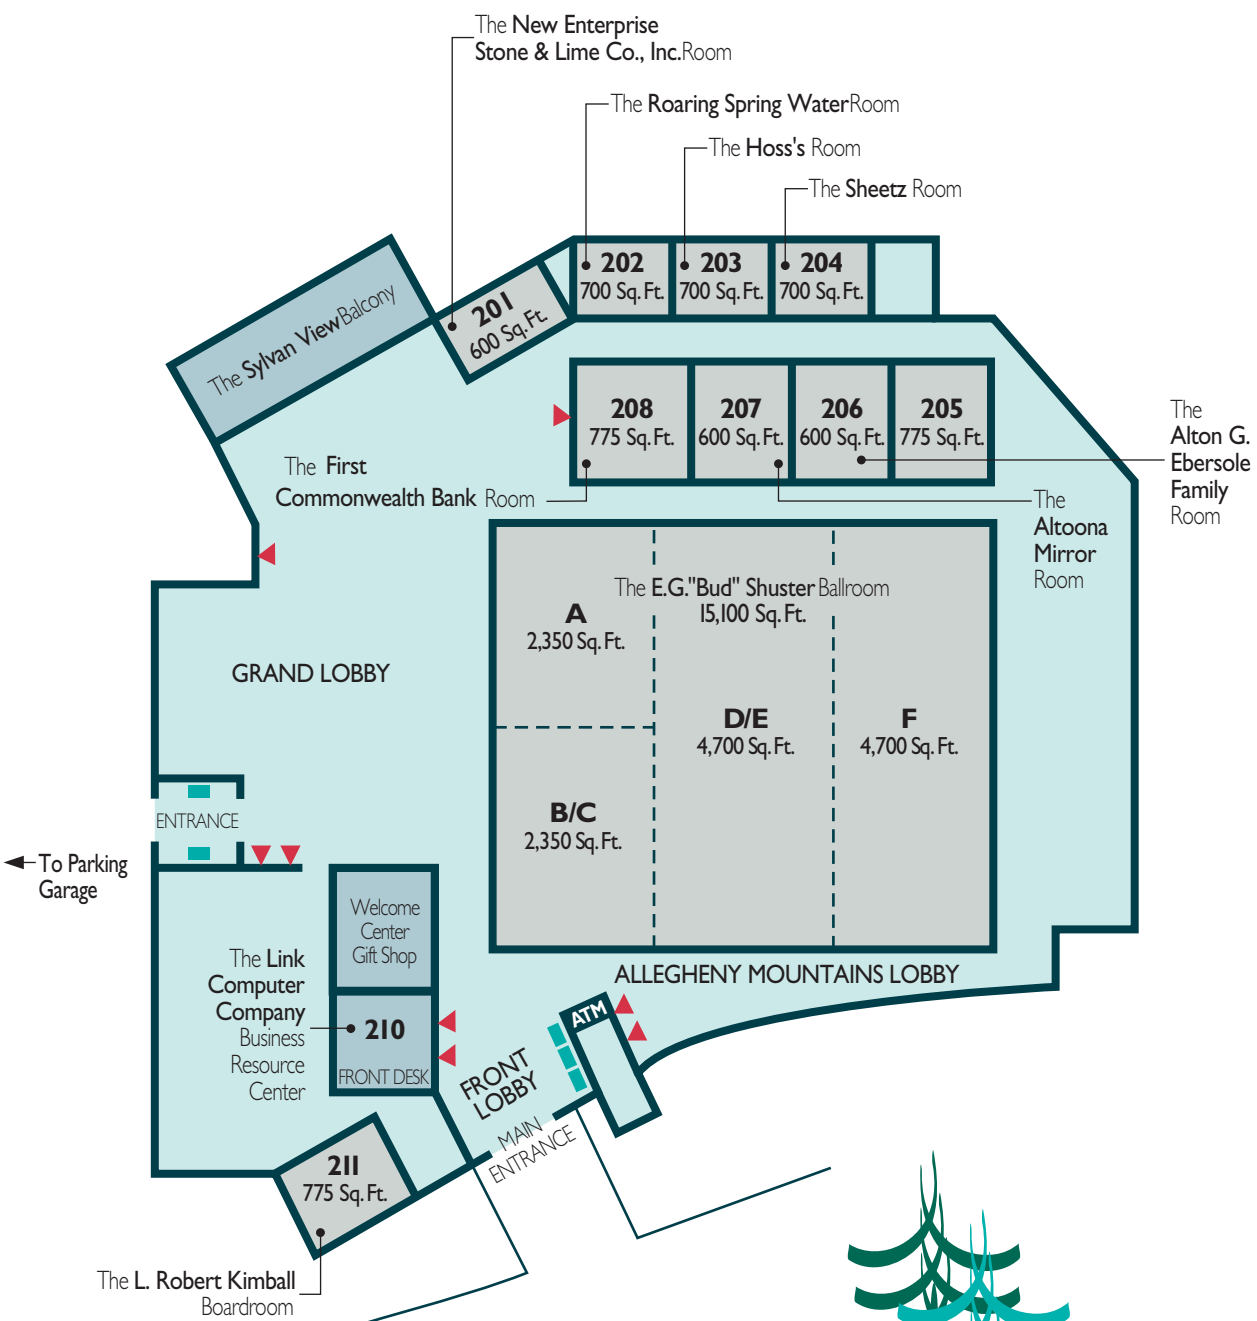 The New Enterprise
Stone & Lime Co., Inc. Room
The Roaring Spring Water Room
The Hoss's Room
The Sheetz Room
202
700 Sq. Ft.
203
700 Sq. Ft.
204
700 Sq. Ft.
The Sylvan View Balcony
201
600 Sq. Ft.
208
775 Sq. Ft.
207
600 Sq. Ft.
206
600 Sq. Ft.
205
775 Sq. Ft.
The
Alton G.
Ebersole
Family
Room
The First
Commonwealth Bank Room
The
Altoona
Mirror
Room
The E.G."Bud" Shuster Ballroom
15,100 Sq. Ft.
A
2,350 Sq. Ft.
GRAND LOBBY
D/E
4,700 Sq. Ft.
F
4,700 Sq. Ft.
B/C
2,350 Sq. Ft.
ENTRANCE
To Parking
Garage
Welcome
Center
Gift Shop
The Link
Computer
Company
Business
Resource
Center
210
FRONT DESK
ALLEGHENY MOUNTAINS LOBBY
ATM
FRONT
LOBBY
MAIN
ENTRANCE
211
775 Sq. Ft.
The L. Robert Kimball
Boardroom